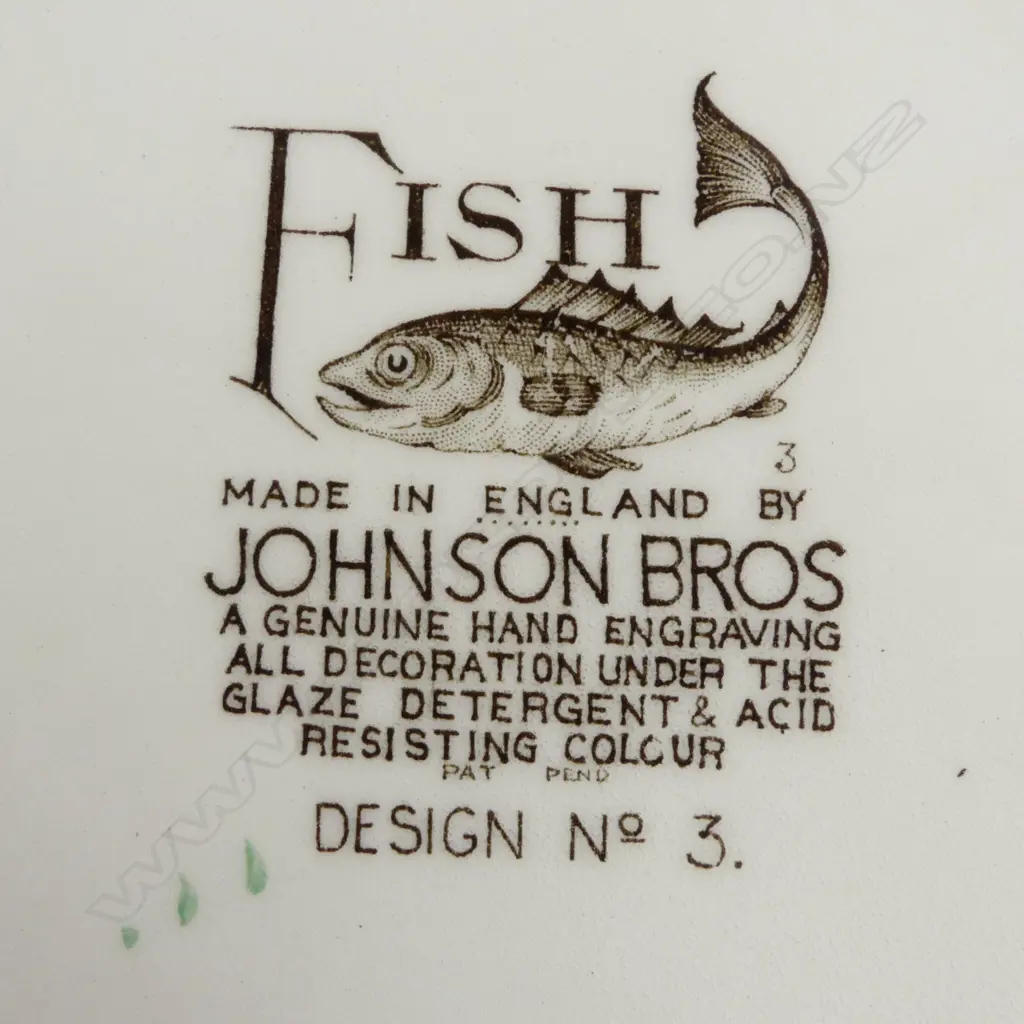 FISH
3
MADE IN ENGLAND BY
JOHNSON BROS
A GENUINE HAND ENGRAVING
ALL DECORATION UNDER THE
GLAZE DETERGENT & ACID
RESISTING COLOUR
PAT PEND
DESIGN Nº 3.